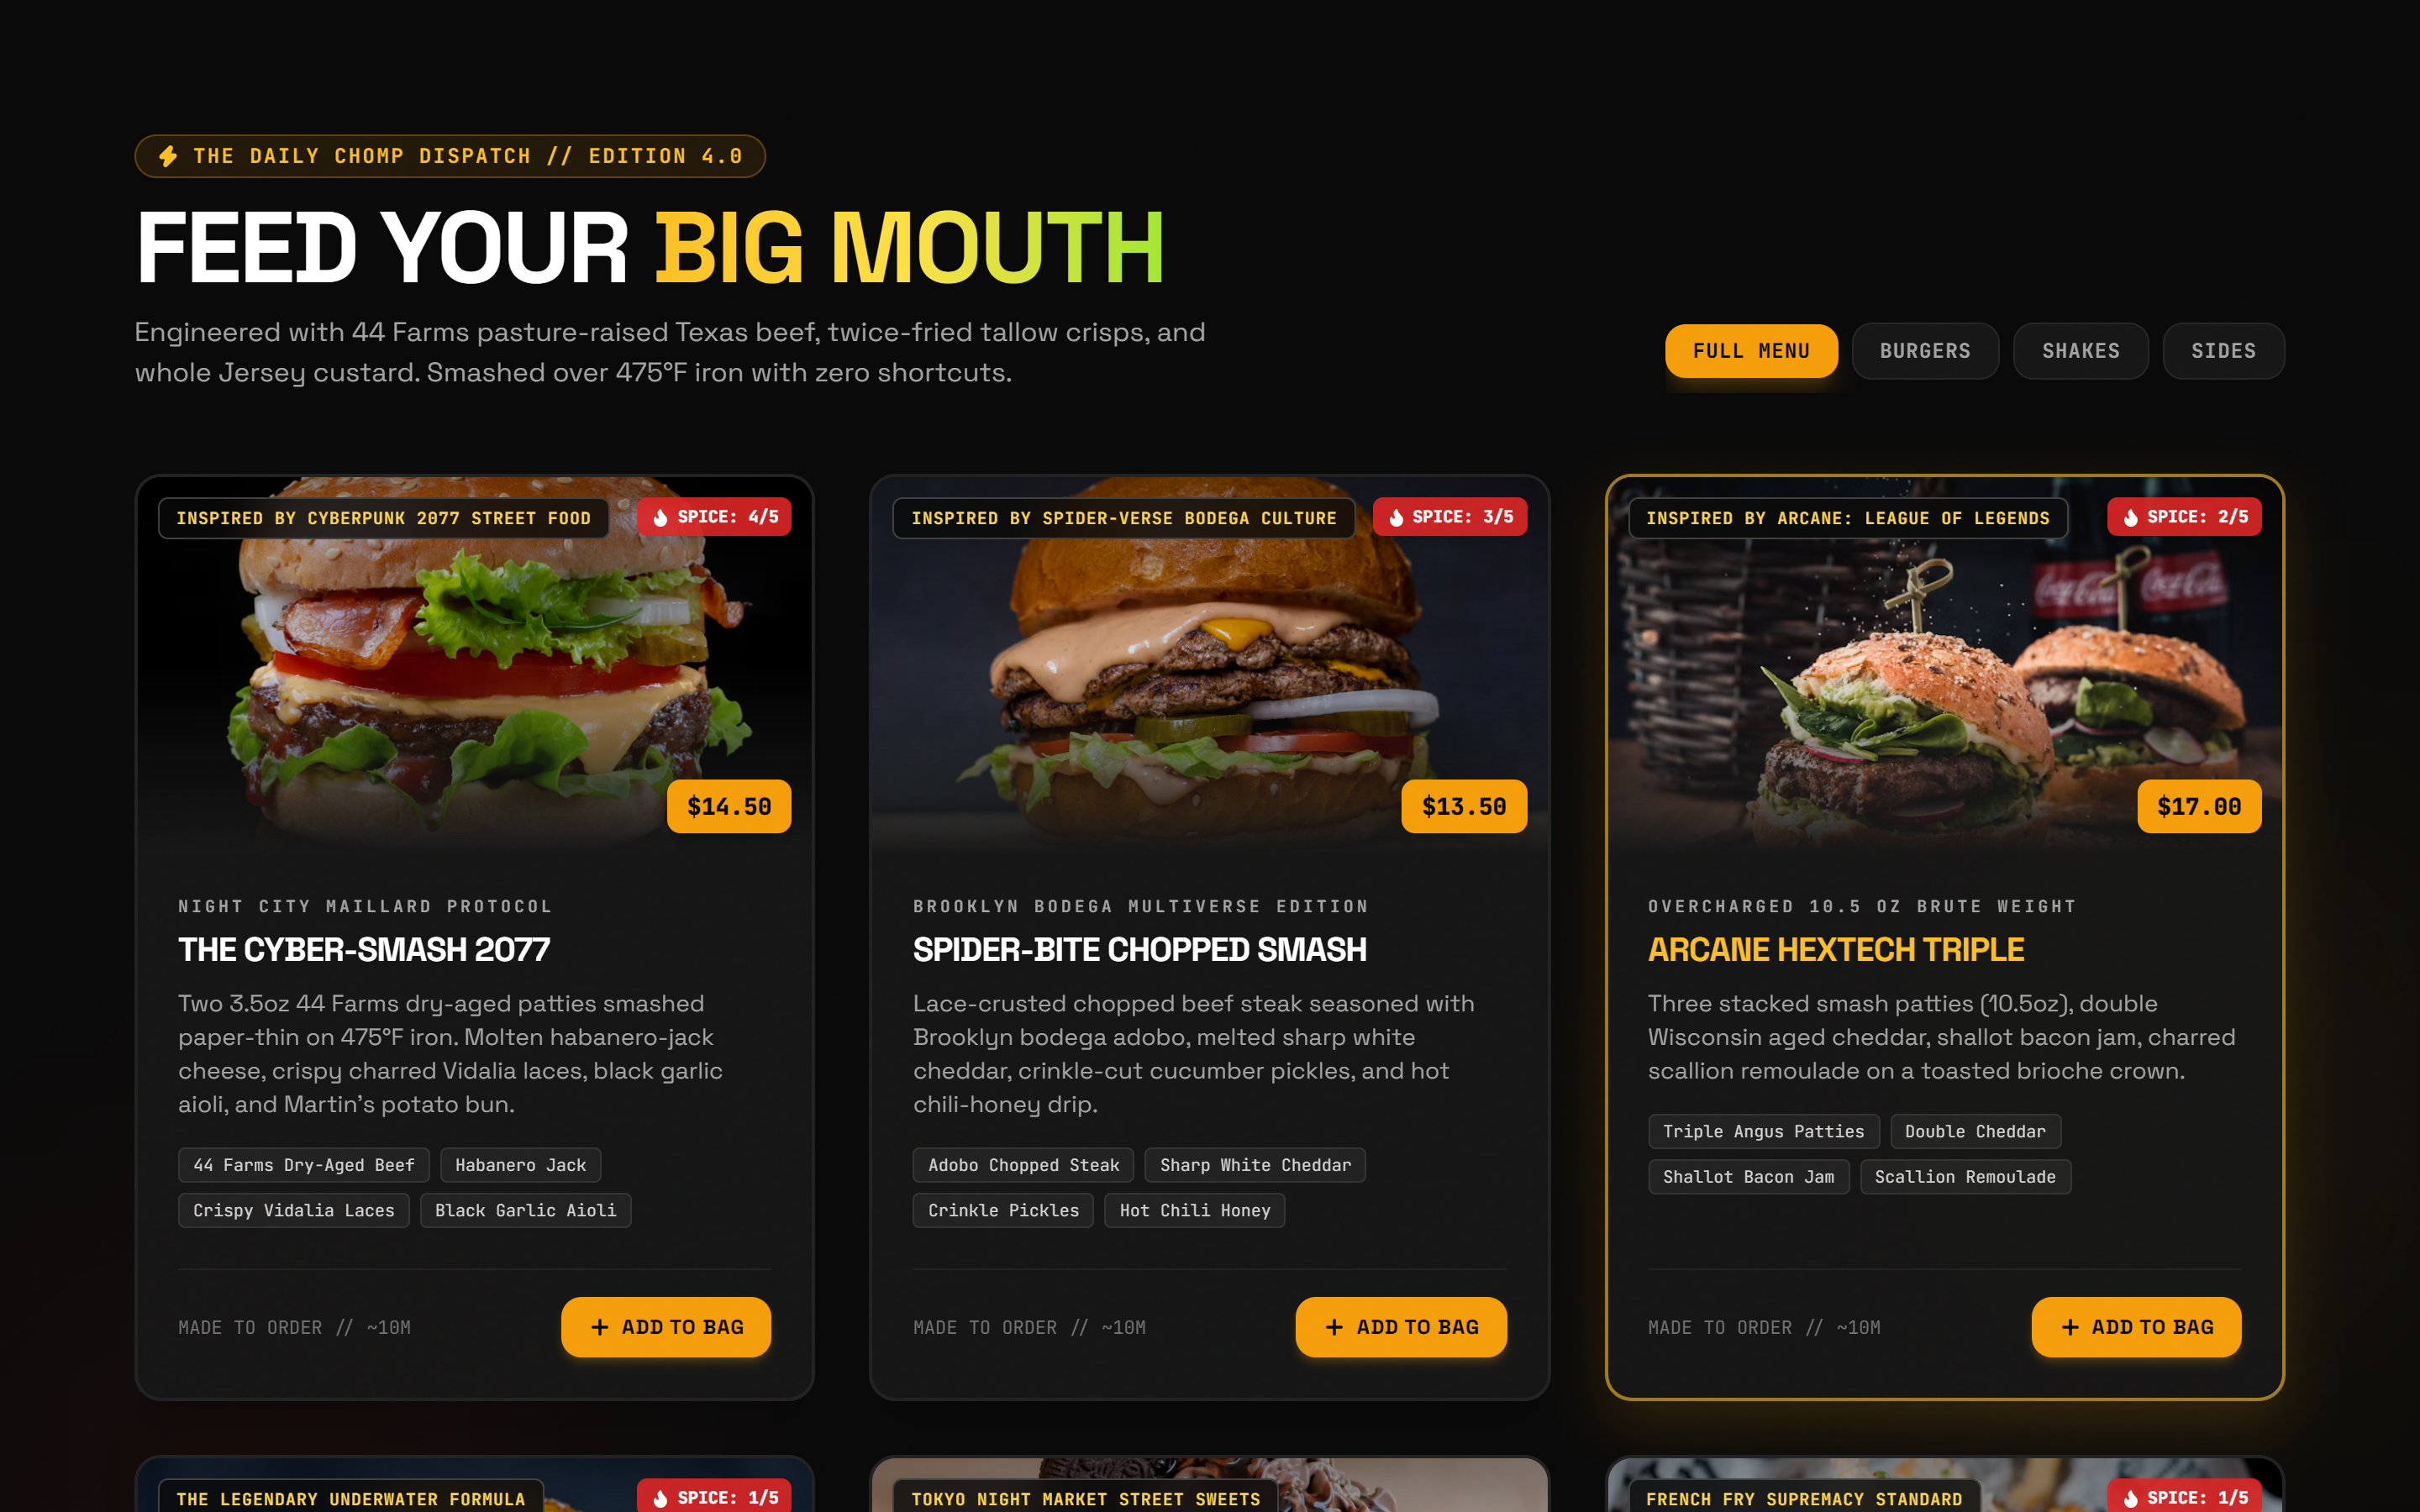 THE DAILY CHOMP DISPATCH // EDITION 4.0
FEED YOUR BIG MOUTH
Engineered with 44 Farms pasture-raised Texas beef, twice-fried tallow crisps, and
whole Jersey custard. Smashed over 475°F iron with zero shortcuts.
FULL MENU
BURGERS
SHAKES
SIDES
INSPIRED BY CYBERPUNK 2077 STREET FOOD
SPICE: 4/5
$14.50
NIGHT CITY MAILLARD PROTOCOL
THE CYBER-SMASH 2077
Two 3.5oz 44 Farms dry-aged patties smashed
paper-thin on 475°F iron. Molten habanero-jack
cheese, crispy charred Vidalia laces, black garlic
aioli, and Martin's potato bun.
44 Farms Dry-Aged Beef
Habanero Jack
Crispy Vidalia Laces
Black Garlic Aioli
MADE TO ORDER // ~10M
+ ADD TO BAG
INSPIRED BY SPIDER-VERSE BODEGA CULTURE
SPICE: 3/5
$13.50
BROOKLYN BODEGA MULTIVERSE EDITION
SPIDER-BITE CHOPPED SMASH
Lace-crusted chopped beef steak seasoned with
Brooklyn bodega adobo, melted sharp white
cheddar, crinkle-cut cucumber pickles, and hot
chili-honey drip.
Adobo Chopped Steak
Sharp White Cheddar
Crinkle Pickles
Hot Chili Honey
MADE TO ORDER // ~10M
+ ADD TO BAG
INSPIRED BY ARCANE: LEAGUE OF LEGENDS
SPICE: 2/5
Coca-Cola
Coca-Cola
$17.00
OVERCHARGED 10.5 OZ BRUTE WEIGHT
ARCANE HEXTECH TRIPLE
Three stacked smash patties (10.5oz), double
Wisconsin aged cheddar, shallot bacon jam, charred
scallion remoulade on a toasted brioche crown.
Triple Angus Patties
Double Cheddar
Shallot Bacon Jam
Scallion Remoulade
MADE TO ORDER // ~10M
+ ADD TO BAG
THE LEGENDARY UNDERWATER FORMULA
SPICE: 1/5
TOKYO NIGHT MARKET STREET SWEETS
FRENCH FRY SUPREMACY STANDARD
SPICE: 1/5